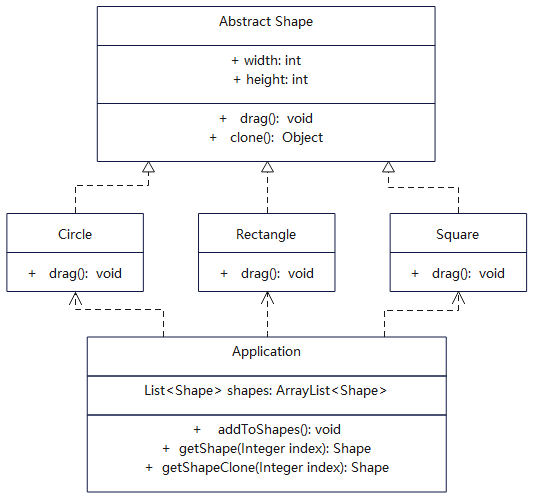 Abstract Shape
+ width: int
+ height: int
+ drag(): void
+ clone(): Object
Circle
+ drag(): void
Rectangle
+ drag(): void
Square
+ drag(): void
Application
List<Shape> shapes: ArrayList<Shape>
+ addToShapes(): void
+ getShape(Integer index): Shape
+ getShapeClone(Integer index): Shape